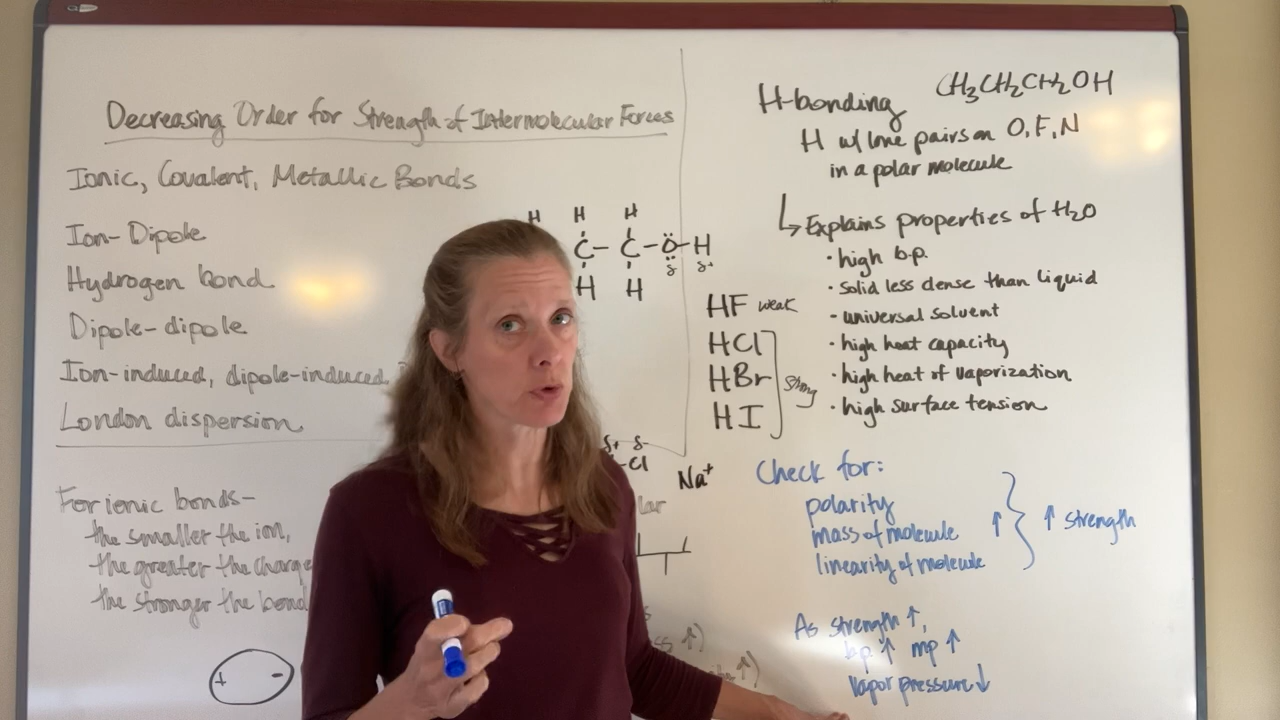 Decreasing Order for Strength of Intermolecular Forces
Ionic, Covalent, Metallic Bonds
Ion-Dipole
Hydrogen bond
Dipole-dipole
Ion-induced, dipole-induced
London dispersion
For ionic bonds-
the smaller the ion,
the greater the charge
the stronger the bond
+ -
H H H
C-C-Ö-H
δ- δ+
H H
HF weak
HCl
HBr
HI
strong
δ+ δ-
-Cl
Na+
lar
H-bonding
CH3CH2CH2OH
H w/ lone pairs on O, F, N
in a polar molecule
↳ Explains properties of H2O
· high b.p.
· solid less dense than liquid
- universal solvent
· high heat capacity
· high heat of vaporization
· high surface tension
Check for:
polarity
mass of molecule
linearity of molecule
↑ } ↑ strength
As strength ↑,
b.p. ↑ mp ↑
vapor pressure ↓